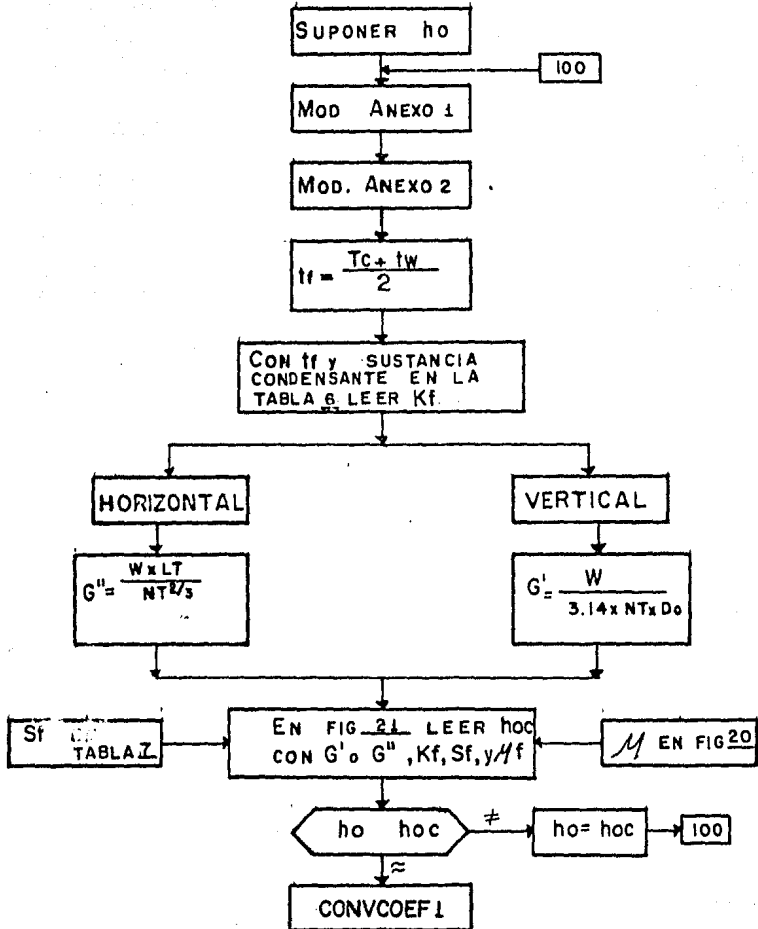 SUPONER ho
100
MOD ANEXO 1
MOD. ANEXO 2
tf = Tc + tw / 2
CON tf y SUSTANCIA
CONDENSANTE EN LA
TABLA 6 LEER Kf.
HORIZONTAL
VERTICAL
G" = W x LT / NT^2/3
G' = W / 3.14 x NT x Do
Sf
TABLA 7
EN FIG 21 LEER hoc
CON G' o G", Kf, Sf, y μf
μ EN FIG 20
ho hoc
≠
ho = hoc
100
≈
CONVCOEF 1